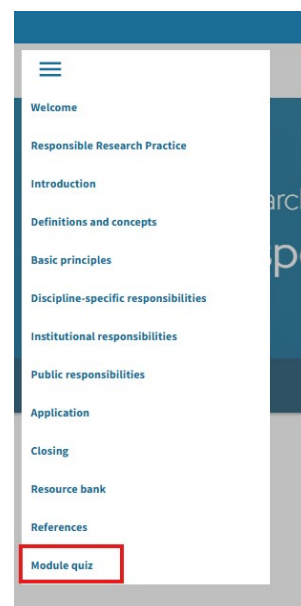 Welcome
Responsible Research Practice
Introduction
Definitions and concepts
Basic principles
Discipline-specific responsibilities
Institutional responsibilities
Public responsibilities
Application
Closing
Resource bank
References
Module quiz